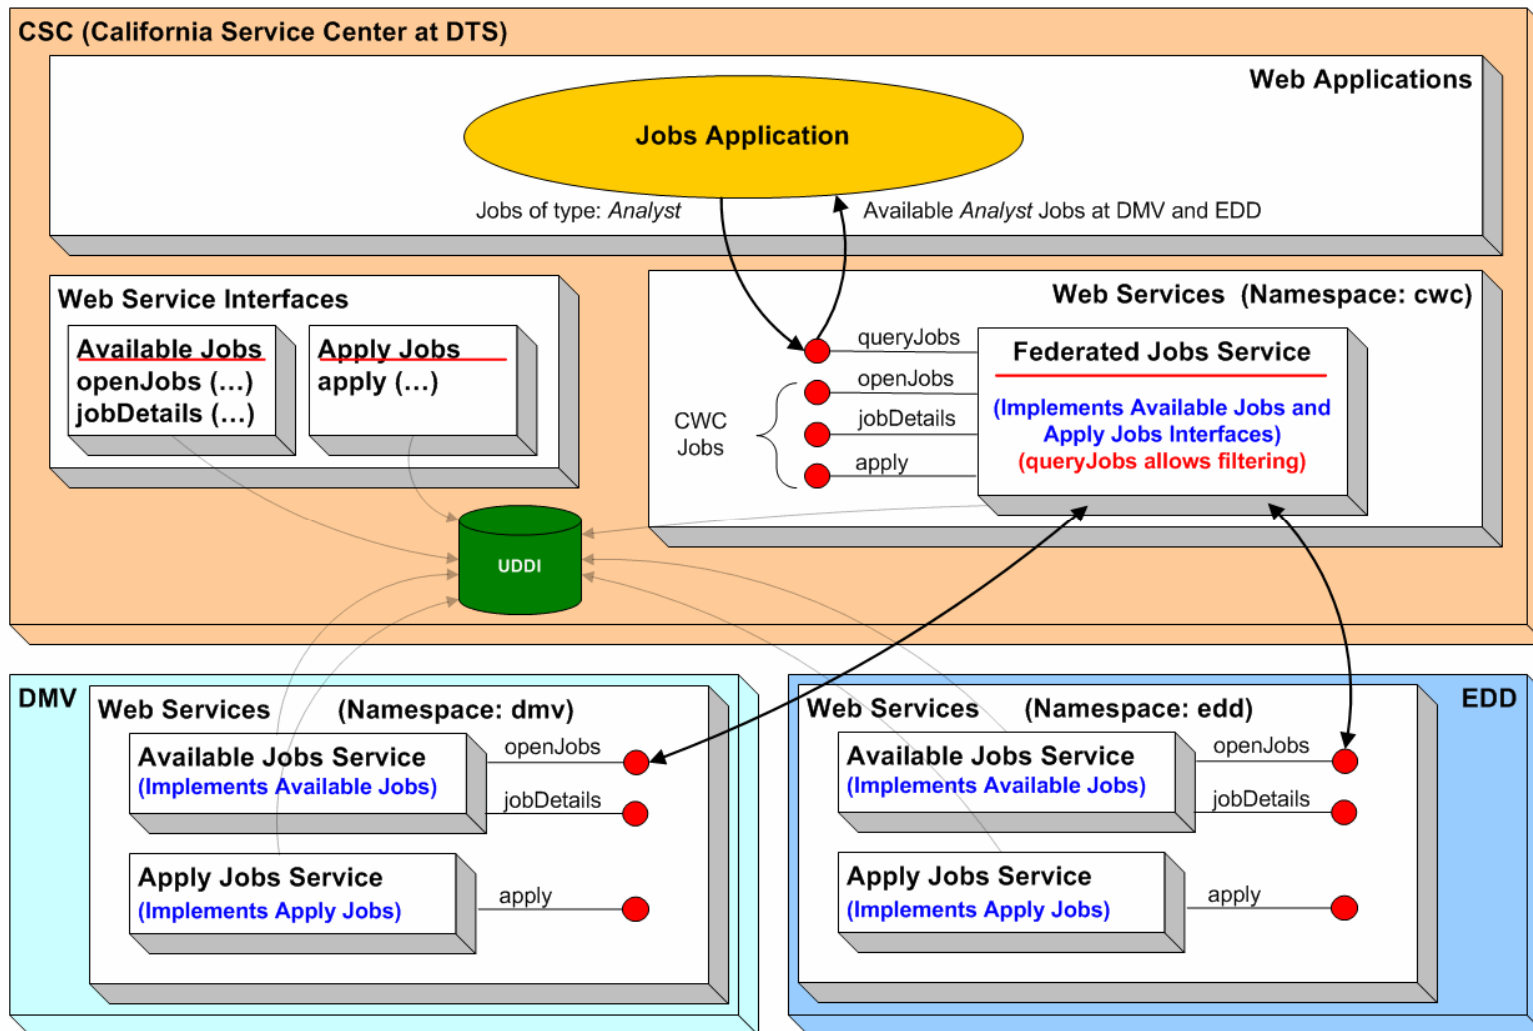 CSC (California Service Center at DTS)
Web Applications
Jobs Application
Jobs of type: Analyst
Available Analyst Jobs at DMV and EDD
Web Service Interfaces
Available Jobs
openJobs (…)
jobDetails (…)
Apply Jobs
apply (…)
Web Services (Namespace: cwc)
queryJobs
openJobs
jobDetails
apply
CWC
Jobs
Federated Jobs Service
(Implements Available Jobs and
Apply Jobs Interfaces)
(queryJobs allows filtering)
UDDI
DMV
Web Services (Namespace: dmv)
Available Jobs Service
(Implements Available Jobs)
openJobs
jobDetails
Apply Jobs Service
(Implements Apply Jobs)
apply
EDD
Web Services (Namespace: edd)
Available Jobs Service
(Implements Available Jobs)
openJobs
jobDetails
Apply Jobs Service
(Implements Apply Jobs)
apply